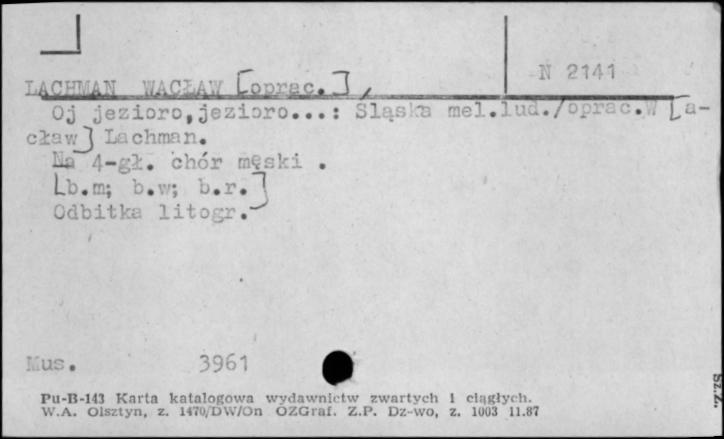 N 2141
LACHMAN WACŁAW [oprac.],
Oj jezioro,jezioro...: Śląska mel.lud./oprac.W [a-
cław] Lachman.
Na 4-gł. chór męski .
[b.m; b.w; b.r.]
Odbitka litogr.
Mus. 3961
Pu-B-143 Karta katalogowa wydawnictw zwartych i ciągłych.
W.A. Olsztyn, z. 1470/DW/On OZGraf. Z.P. Dz-wo, z. 1003 11.87
Sz.Z.